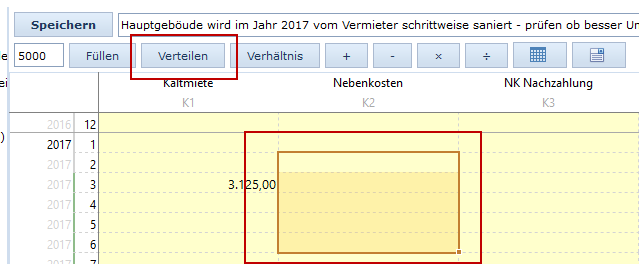 Speichern Hauptgebäude wird im Jahr 2017 vom Vermieter schrittweise saniert - prüfen ob besser Un
5000 Füllen Verteilen Verhältnis + - × ÷
Kaltmiete Nebenkosten NK Nachzahlung
K1 K2 K3
2016 12
2017 1
2017 2
2017 3 3.125,00
2017 4
2017 5
2017 6
2017 7